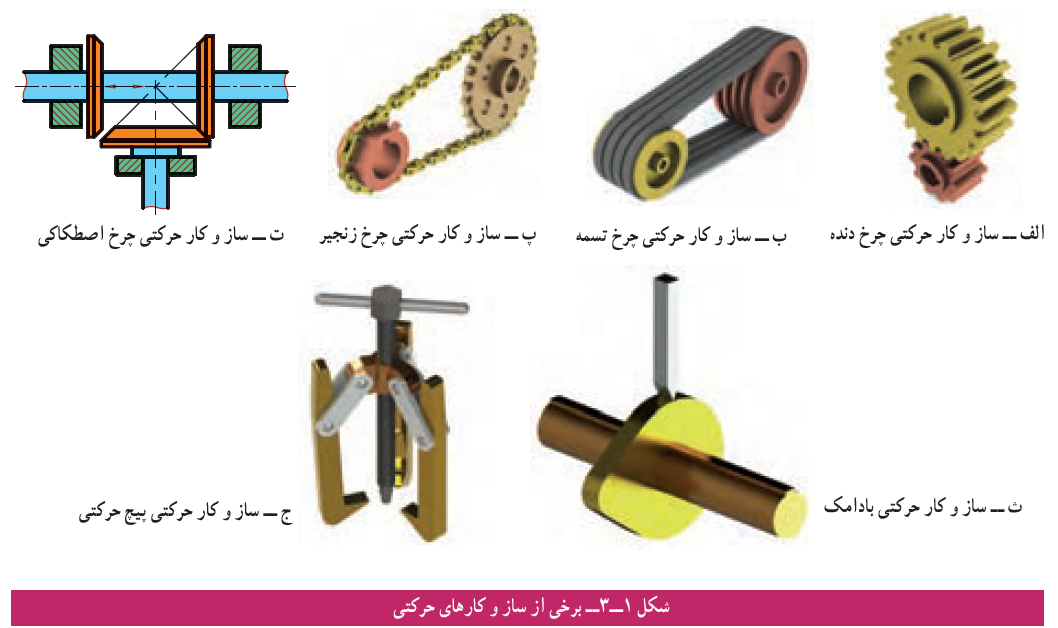 الف ــ ساز و کار حرکتی چرخ دنده
ب ــ ساز و کار حرکتی چرخ تسمه
پ ــ ساز و کار حرکتی چرخ زنجیر
ت ــ ساز و کار حرکتی چرخ اصطکاکی
ث ــ ساز و کار حرکتی بادامک
ج ــ ساز و کار حرکتی پیچ حرکتی
شکل ۱ــ۳ــ برخی از ساز و کارهای حرکتی